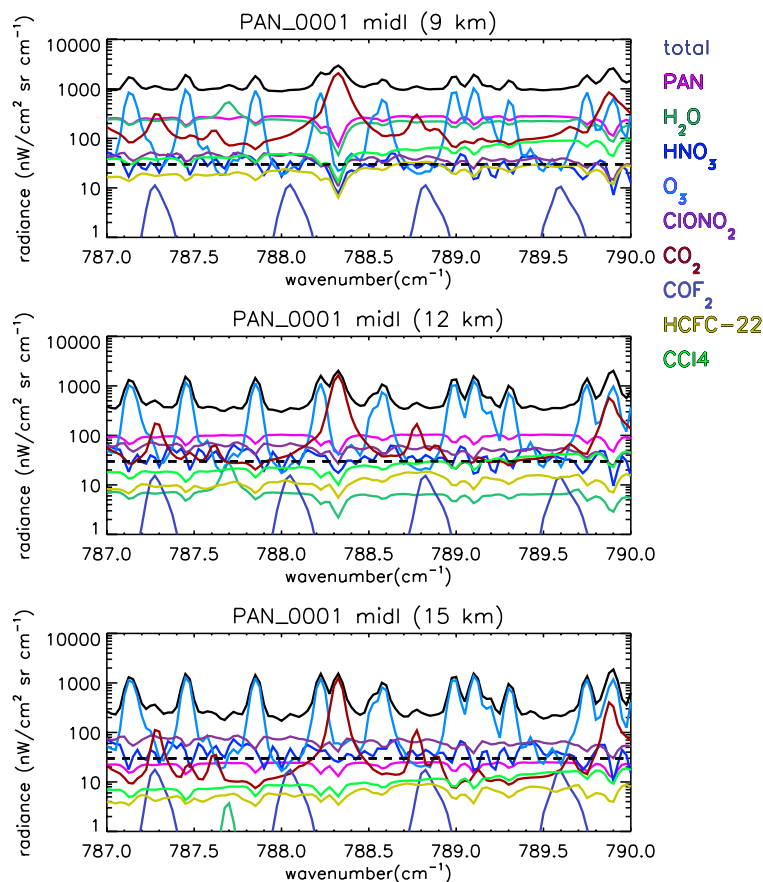 PAN_0001 midl (9 km)
10000
1000
100
10
1
radiance (nW/cm² sr cm⁻¹)
787.0 787.5 788.0 788.5 789.0 789.5 790.0
wavenumber(cm⁻¹)
PAN_0001 midl (12 km)
10000
1000
100
10
1
radiance (nW/cm² sr cm⁻¹)
787.0 787.5 788.0 788.5 789.0 789.5 790.0
wavenumber(cm⁻¹)
PAN_0001 midl (15 km)
10000
1000
100
10
1
radiance (nW/cm² sr cm⁻¹)
787.0 787.5 788.0 788.5 789.0 789.5 790.0
wavenumber(cm⁻¹)
total
PAN
H₂O
HNO₃
O₃
ClONO₂
CO₂
COF₂
HCFC-22
CCl4